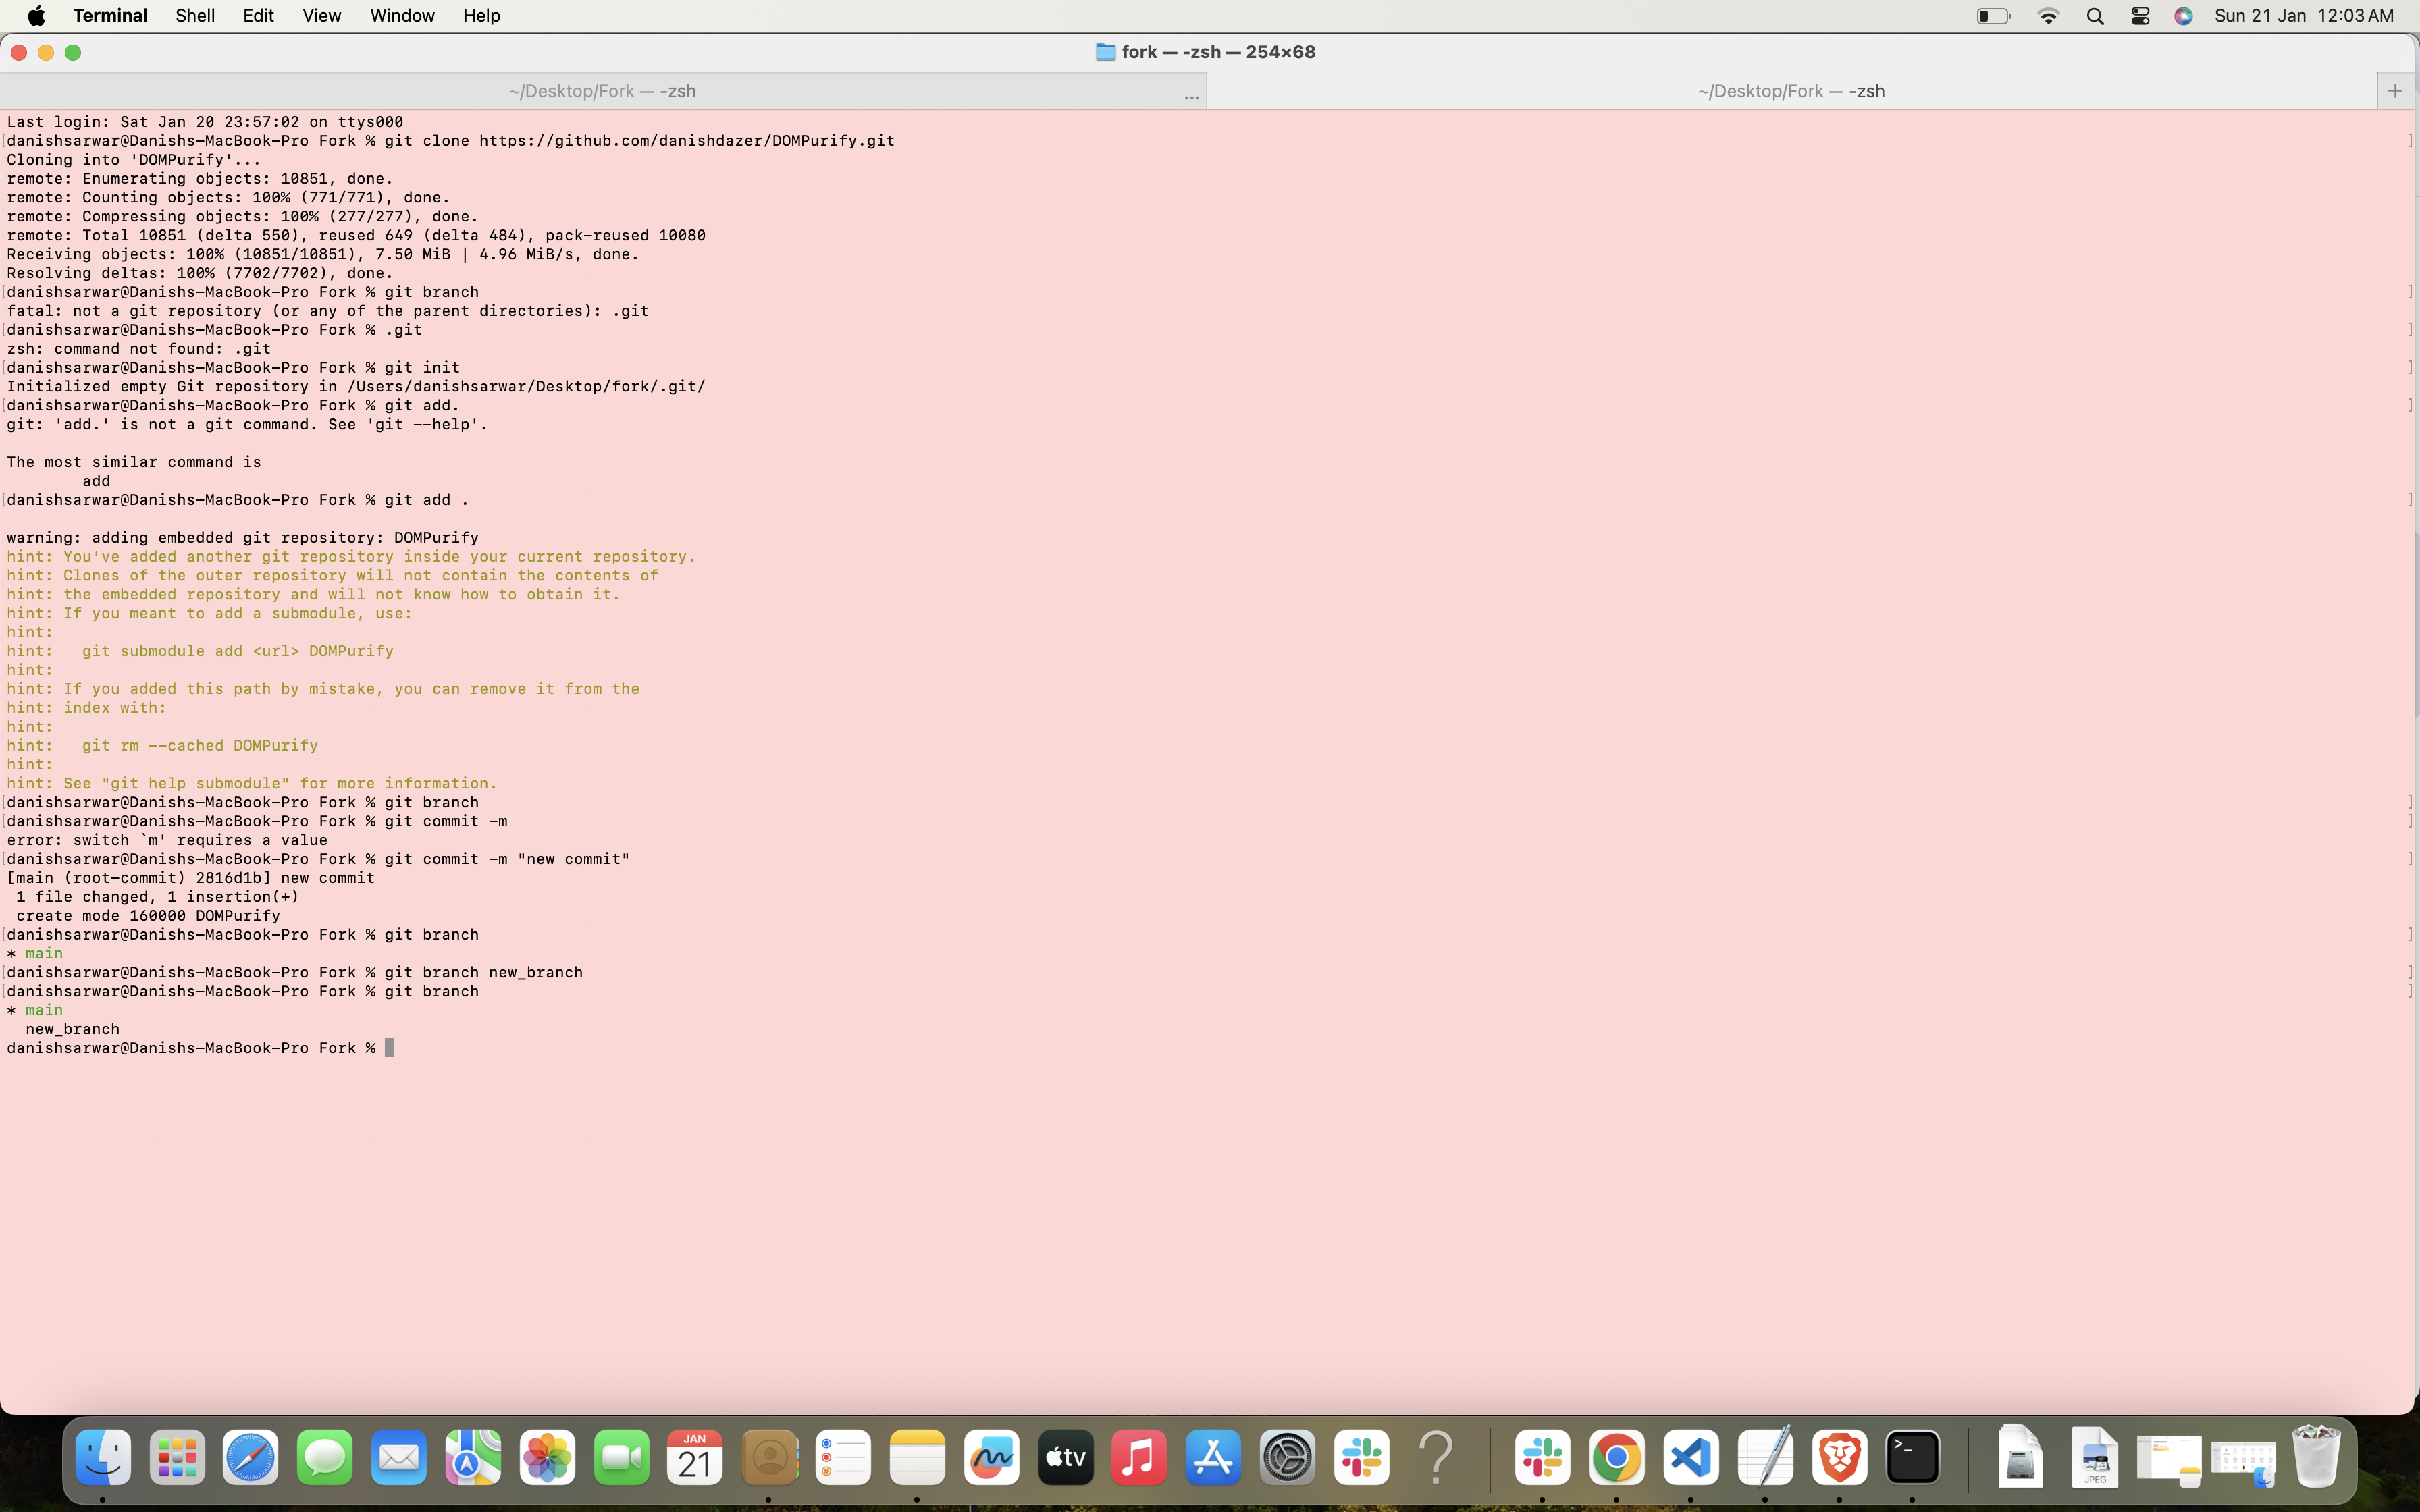 Terminal Shell Edit View Window Help Sun 21 Jan 12:03 AM
fork — -zsh — 254×68
~/Desktop/Fork — -zsh ... ~/Desktop/Fork — -zsh +
Last login: Sat Jan 20 23:57:02 on ttys000
[danishsarwar@Danishs-MacBook-Pro Fork % git clone https://github.com/danishdazer/DOMPurify.git ]
Cloning into 'DOMPurify'...
remote: Enumerating objects: 10851, done.
remote: Counting objects: 100% (771/771), done.
remote: Compressing objects: 100% (277/277), done.
remote: Total 10851 (delta 550), reused 649 (delta 484), pack-reused 10080
Receiving objects: 100% (10851/10851), 7.50 MiB | 4.96 MiB/s, done.
Resolving deltas: 100% (7702/7702), done.
[danishsarwar@Danishs-MacBook-Pro Fork % git branch ]
fatal: not a git repository (or any of the parent directories): .git
[danishsarwar@Danishs-MacBook-Pro Fork % .git ]
zsh: command not found: .git
[danishsarwar@Danishs-MacBook-Pro Fork % git init ]
Initialized empty Git repository in /Users/danishsarwar/Desktop/fork/.git/
[danishsarwar@Danishs-MacBook-Pro Fork % git add. ]
git: 'add.' is not a git command. See 'git --help'.

The most similar command is
        add
[danishsarwar@Danishs-MacBook-Pro Fork % git add . ]

warning: adding embedded git repository: DOMPurify
hint: You've added another git repository inside your current repository.
hint: Clones of the outer repository will not contain the contents of
hint: the embedded repository and will not know how to obtain it.
hint: If you meant to add a submodule, use:
hint:
hint:   git submodule add <url> DOMPurify
hint:
hint: If you added this path by mistake, you can remove it from the
hint: index with:
hint:
hint:   git rm --cached DOMPurify
hint:
hint: See "git help submodule" for more information.
[danishsarwar@Danishs-MacBook-Pro Fork % git branch ]
[danishsarwar@Danishs-MacBook-Pro Fork % git commit -m ]
error: switch `m' requires a value
[danishsarwar@Danishs-MacBook-Pro Fork % git commit -m "new commit" ]
[main (root-commit) 2816d1b] new commit
 1 file changed, 1 insertion(+)
 create mode 160000 DOMPurify
[danishsarwar@Danishs-MacBook-Pro Fork % git branch ]
* main
[danishsarwar@Danishs-MacBook-Pro Fork % git branch new_branch ]
[danishsarwar@Danishs-MacBook-Pro Fork % git branch ]
* main
  new_branch
danishsarwar@Danishs-MacBook-Pro Fork %
JAN
21
tv
>_
JPEG